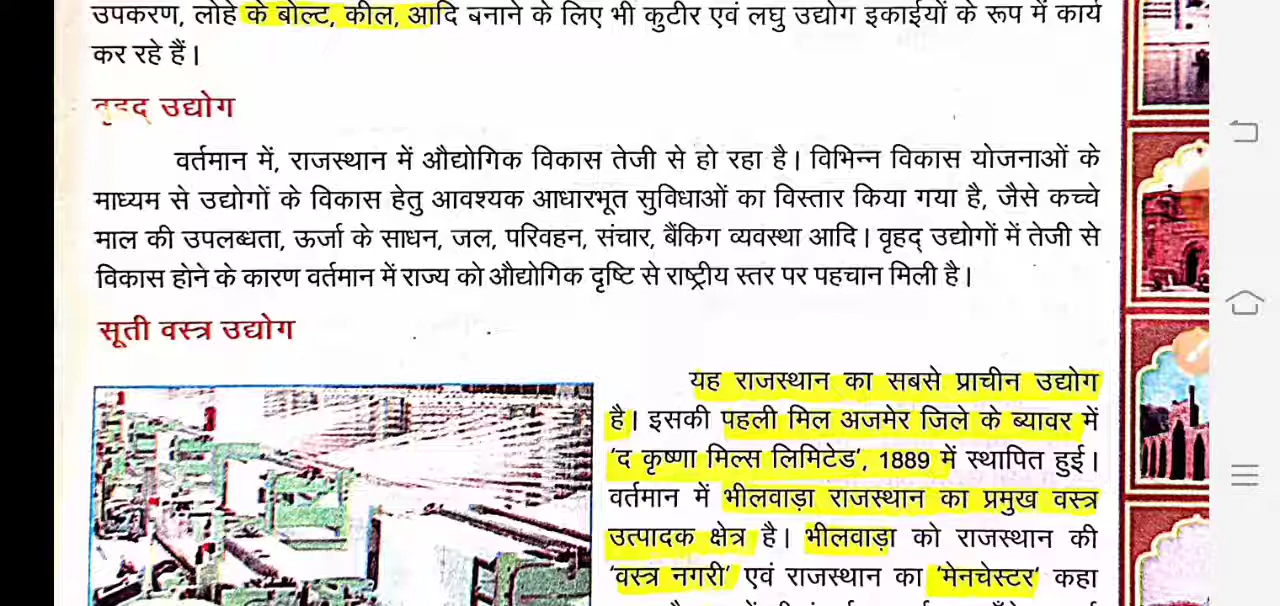 उपकरण, लोहे के बोल्ट, कील, आदि बनाने के लिए भी कुटीर एवं लघु उद्योग इकाईयों के रूप में कार्य
कर रहे हैं।
वृहद् उद्योग
वर्तमान में, राजस्थान में औद्योगिक विकास तेजी से हो रहा है। विभिन्न विकास योजनाओं के
माध्यम से उद्योगों के विकास हेतु आवश्यक आधारभूत सुविधाओं का विस्तार किया गया है, जैसे कच्चे
माल की उपलब्धता, ऊर्जा के साधन, जल, परिवहन, संचार, बैंकिग व्यवस्था आदि। वृहद् उद्योगों में तेजी से
विकास होने के कारण वर्तमान में राज्य को औद्योगिक दृष्टि से राष्ट्रीय स्तर पर पहचान मिली है।
सूती वस्त्र उद्योग
यह राजस्थान का सबसे प्राचीन उद्योग
है। इसकी पहली मिल अजमेर जिले के ब्यावर में
'द कृष्णा मिल्स लिमिटेड', 1889 में स्थापित हुई।
वर्तमान में भीलवाड़ा राजस्थान का प्रमुख वस्त्र
उत्पादक क्षेत्र है। भीलवाड़ा को राजस्थान की
'वस्त्र नगरी' एवं राजस्थान का 'मेनचेस्टर' कहा